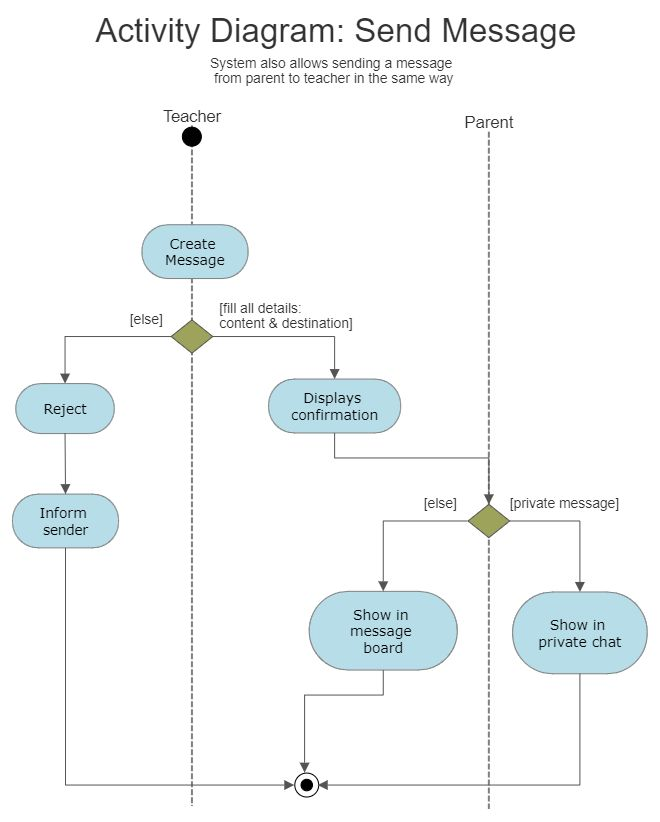 Activity Diagram: Send Message
System also allows sending a message
from parent to teacher in the same way
Teacher
Parent
Create
Message
[else]
[fill all details:
content & destination]
Reject
Displays
confirmation
Inform
sender
[else]
[private message]
Show in
message
board
Show in
private chat